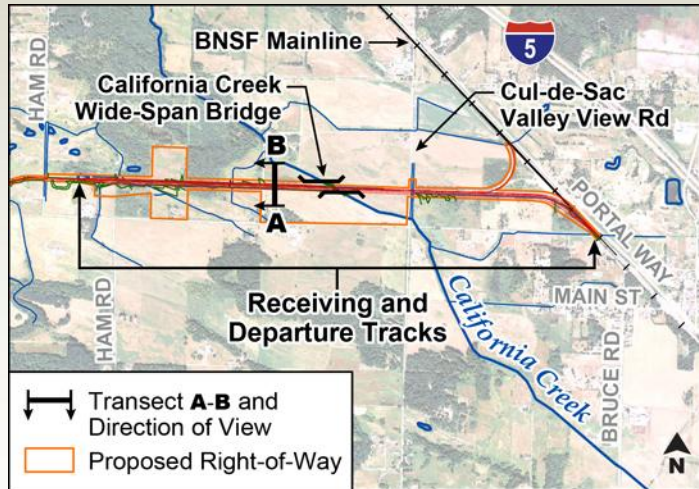 BNSF Mainline
5
HAM RD
California Creek
Wide-Span Bridge
Cul-de-Sac
Valley View Rd
B
A
PORTAL WAY
Receiving and
Departure Tracks
MAIN ST
HAM RD
California Creek
BRUCE RD
Transect A-B and
Direction of View
Proposed Right-of-Way
N